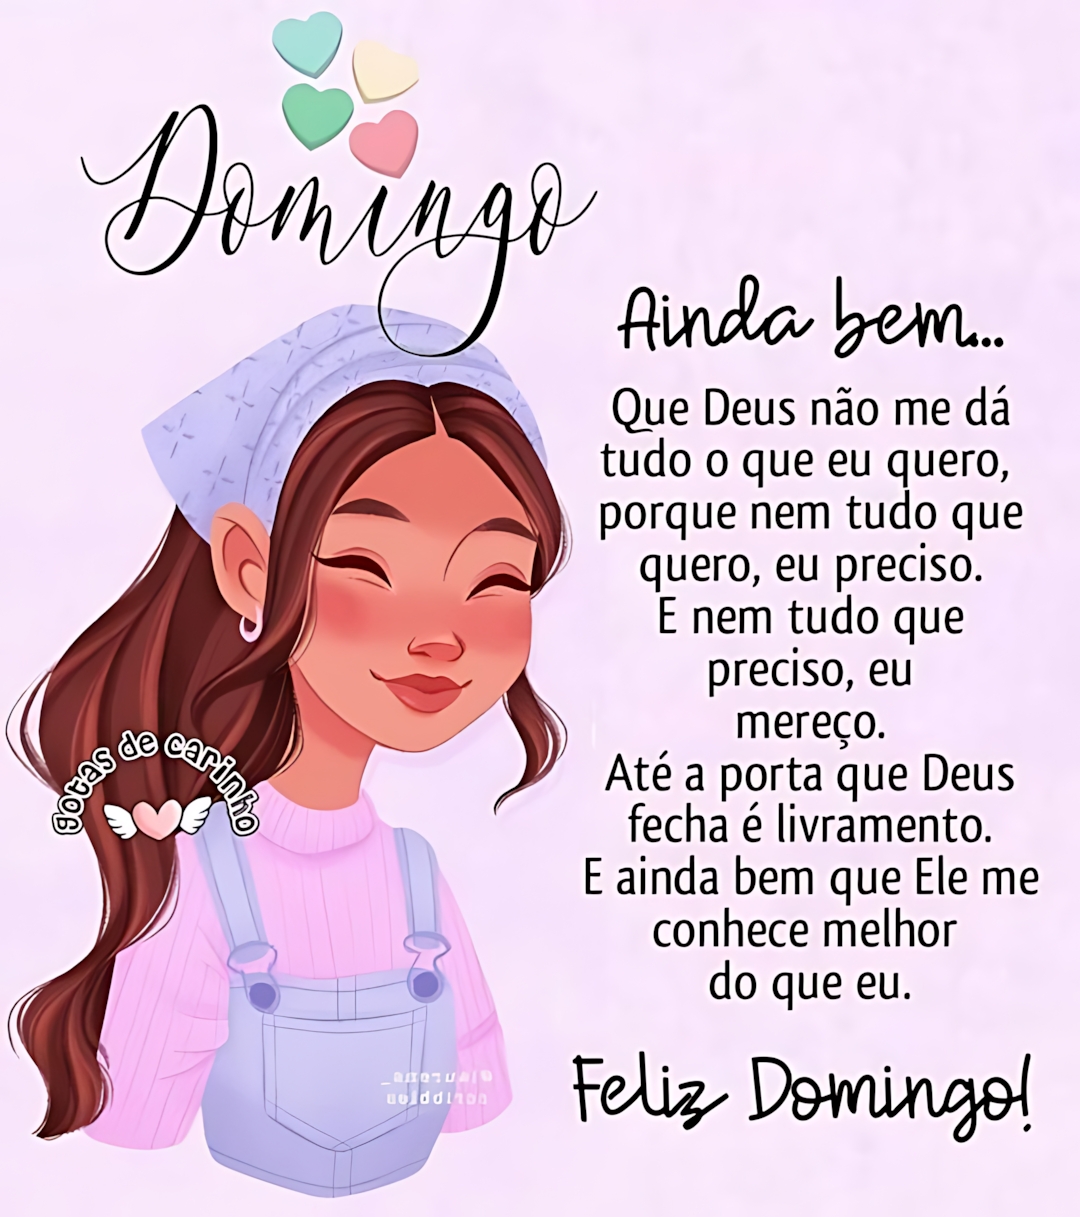 Domingo
Ainda bem...
Que Deus não me dá
tudo o que eu quero,
porque nem tudo que
quero, eu preciso.
E nem tudo que
preciso, eu
mereço.
Até a porta que Deus
fecha é livramento.
E ainda bem que Ele me
conhece melhor
do que eu.
gotas de carinho
Feliz Domingo!